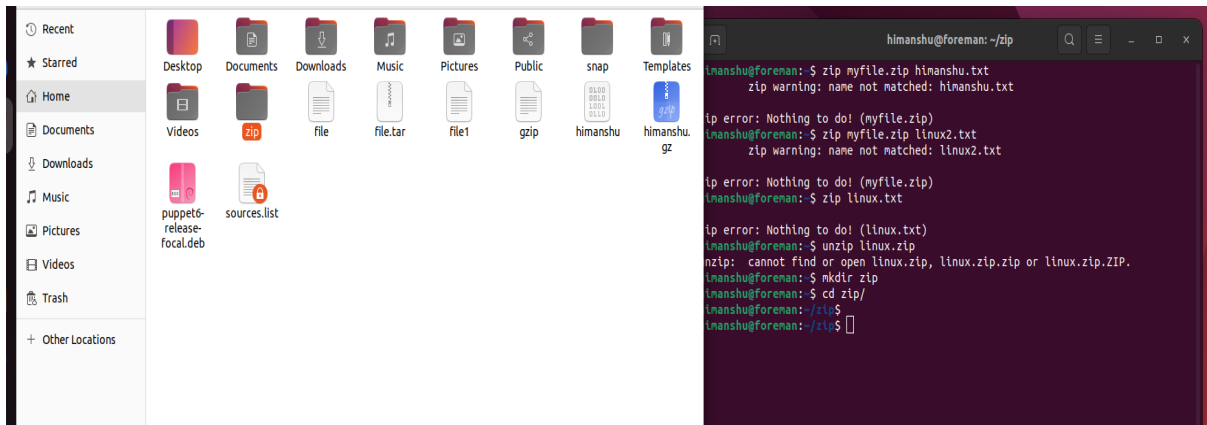 Recent
Starred
Home
Documents
Downloads
Music
Pictures
Videos
Trash
+ Other Locations
Desktop
Documents
Downloads
Music
Pictures
Public
snap
Templates
Videos
zip
file
file.tar
file1
gzip
0100
0010
1001
0110
himanshu
gzip
himanshu.
gz
puppet6-
release-
focal.deb
sources.list
himanshu@foreman: ~/zip
imanshu@foreman:~$ zip myfile.zip himanshu.txt
zip warning: name not matched: himanshu.txt
ip error: Nothing to do! (myfile.zip)
imanshu@foreman:~$ zip myfile.zip linux2.txt
zip warning: name not matched: linux2.txt
ip error: Nothing to do! (myfile.zip)
imanshu@foreman:~$ zip linux.txt
ip error: Nothing to do! (linux.txt)
imanshu@foreman:~$ unzip linux.zip
nzip:  cannot find or open linux.zip, linux.zip.zip or linux.zip.ZIP.
imanshu@foreman:~$ mkdir zip
imanshu@foreman:~$ cd zip/
imanshu@foreman:~/zip$
imanshu@foreman:~/zip$